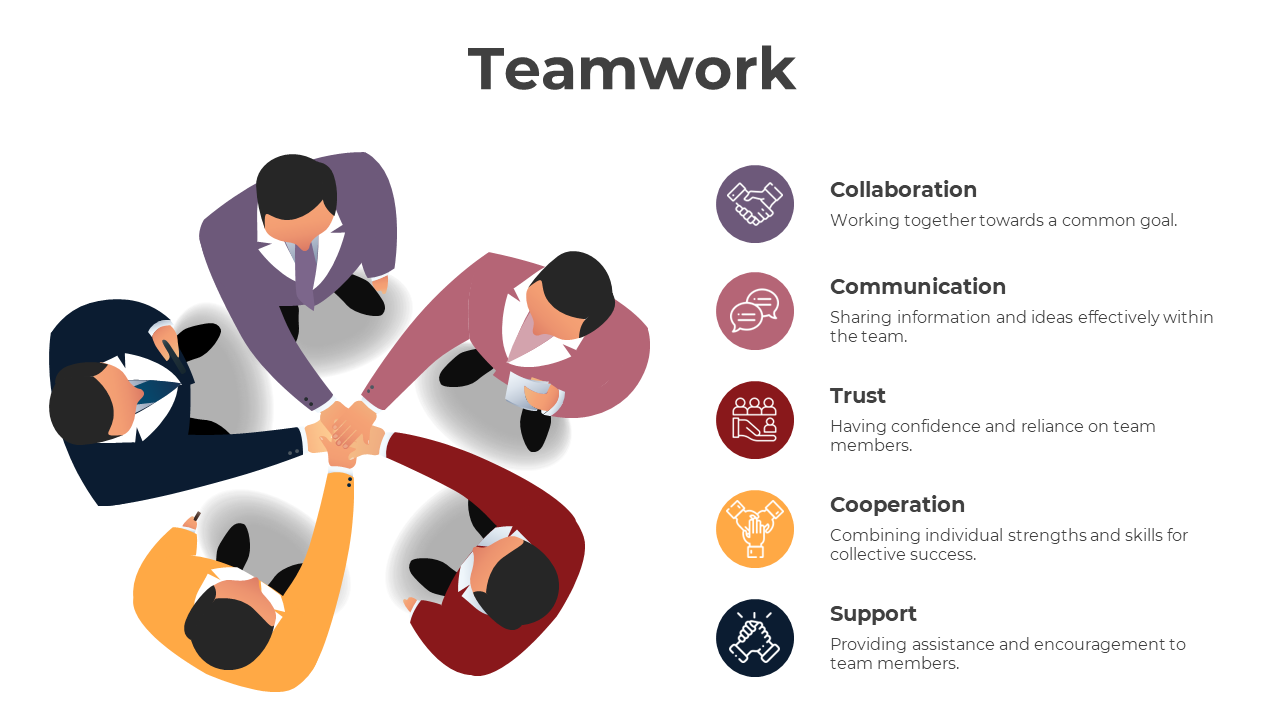 Teamwork
Collaboration
Working together towards a common goal.
Communication
Sharing information and ideas effectively within
the team.
Trust
Having confidence and reliance on team
members.
Cooperation
Combining individual strengths and skills for
collective success.
Support
Providing assistance and encouragement to
team members.